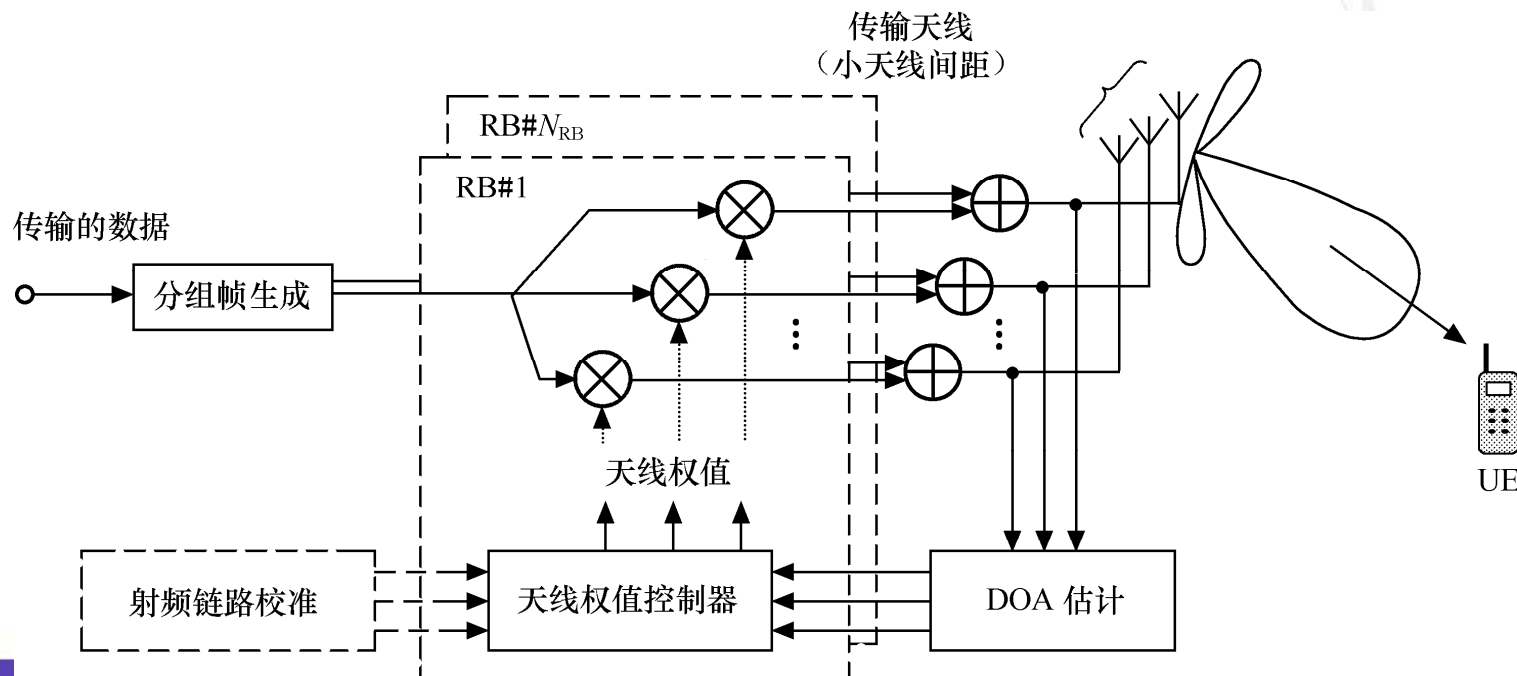 传输天线
（小天线间距）
RB#NRB
RB#1
传输的数据
分组帧生成
天线权值
UE
射频链路校准
天线权值控制器
DOA 估计